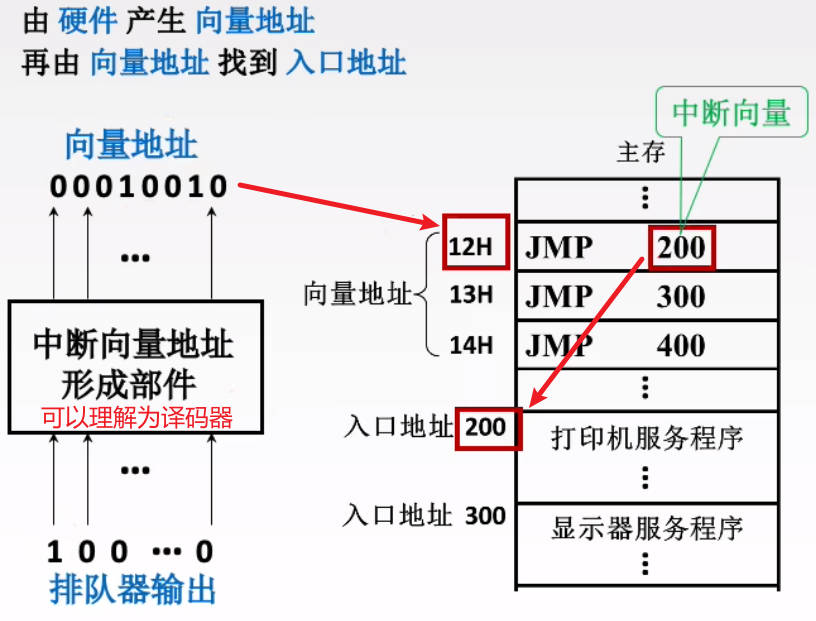 由 硬件 产生 向量地址
再由 向量地址 找到 入口地址
中断向量
向量地址
00010010
主存
⋮
12H JMP 200
…
向量地址
13H JMP 300
14H JMP 400
中断向量地址
形成部件
可以理解为译码器
⋮
入口地址 200
打印机服务程序
⋮
…
入口地址 300
显示器服务程序
⋮
1 0 0 … 0
排队器输出